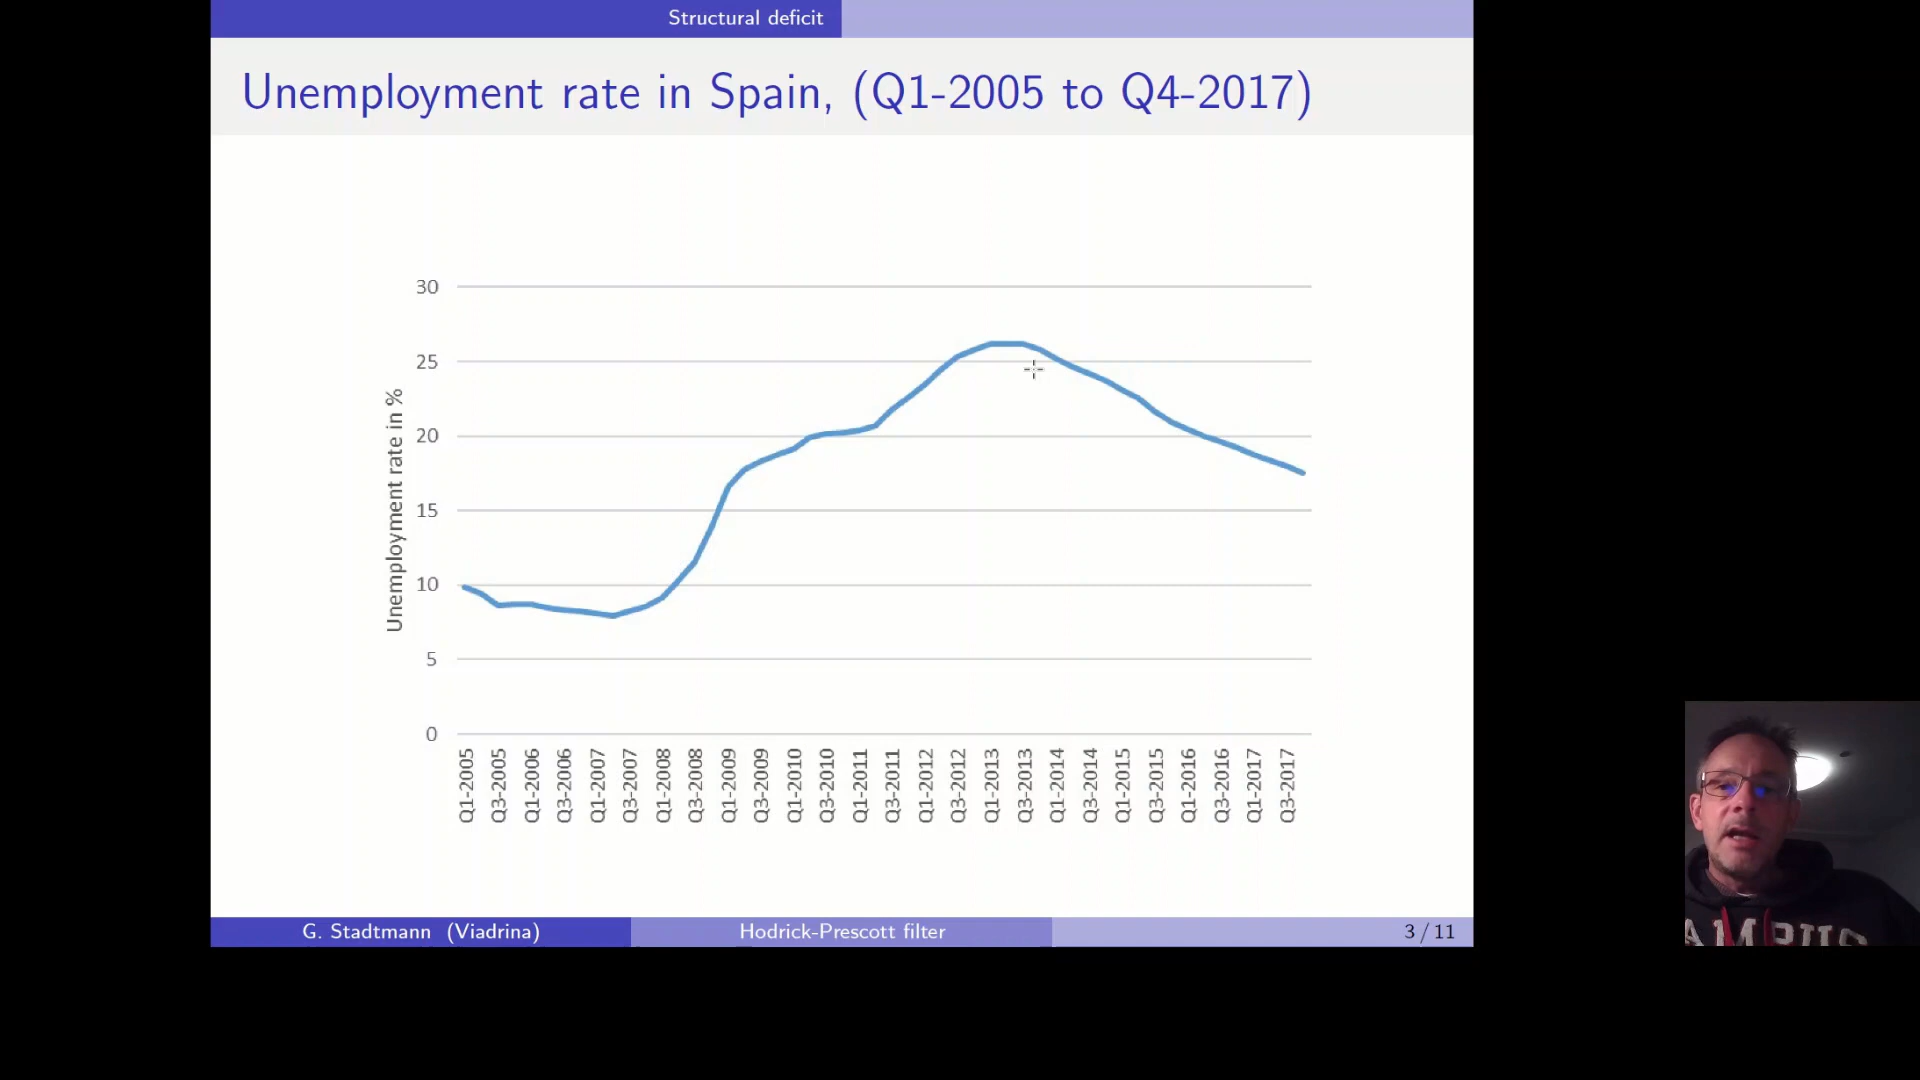 Structural deficit
Unemployment rate in Spain, (Q1-2005 to Q4-2017)
Unemployment rate in %
30
25
20
15
10
5
0
Q1-2005
Q3-2005
Q1-2006
Q3-2006
Q1-2007
Q3-2007
Q1-2008
Q3-2008
Q1-2009
Q3-2009
Q1-2010
Q3-2010
Q1-2011
Q3-2011
Q1-2012
Q3-2012
Q1-2013
Q3-2013
Q1-2014
Q3-2014
Q1-2015
Q3-2015
Q1-2016
Q3-2016
Q1-2017
Q3-2017
G. Stadtmann (Viadrina)
Hodrick-Prescott filter
3 / 11